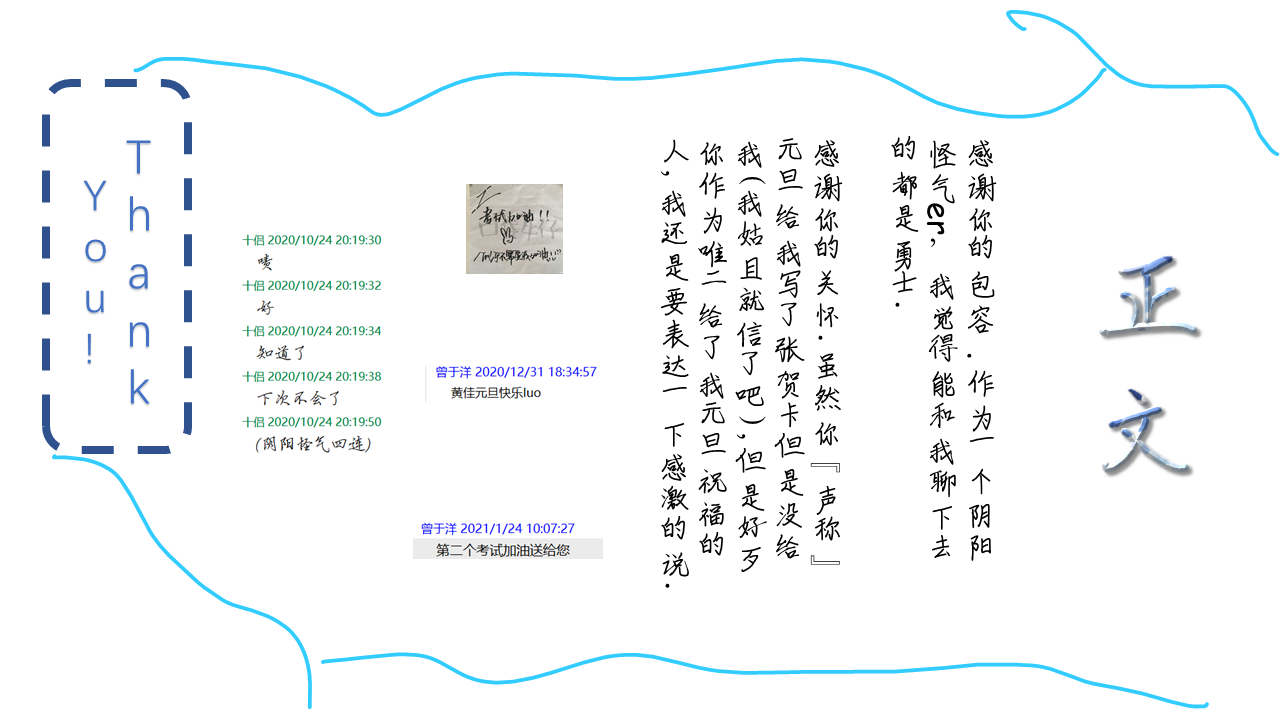 正文
感谢你的包容.作为一个阴阳
怪气er,我觉得能和我聊下去
的都是勇士.
感谢你的关怀.虽然你『声称』
元旦给我写了张贺卡但是没给
我(我姑且就信了吧),但是好歹
你作为唯二给了我元旦祝福的
人,我还是要表达一下感激的说.
考试加油!!
曾于洋 2020/12/31 18:34:57
黄佳元旦快乐luo
曾于洋 2021/1/24 10:07:27
第二个考试加油送给您
十侣 2020/10/24 20:19:30
啧
十侣 2020/10/24 20:19:32
好
十侣 2020/10/24 20:19:34
知道了
十侣 2020/10/24 20:19:38
下次不会了
十侣 2020/10/24 20:19:50
(阴阳怪气四连)
Thank
You!